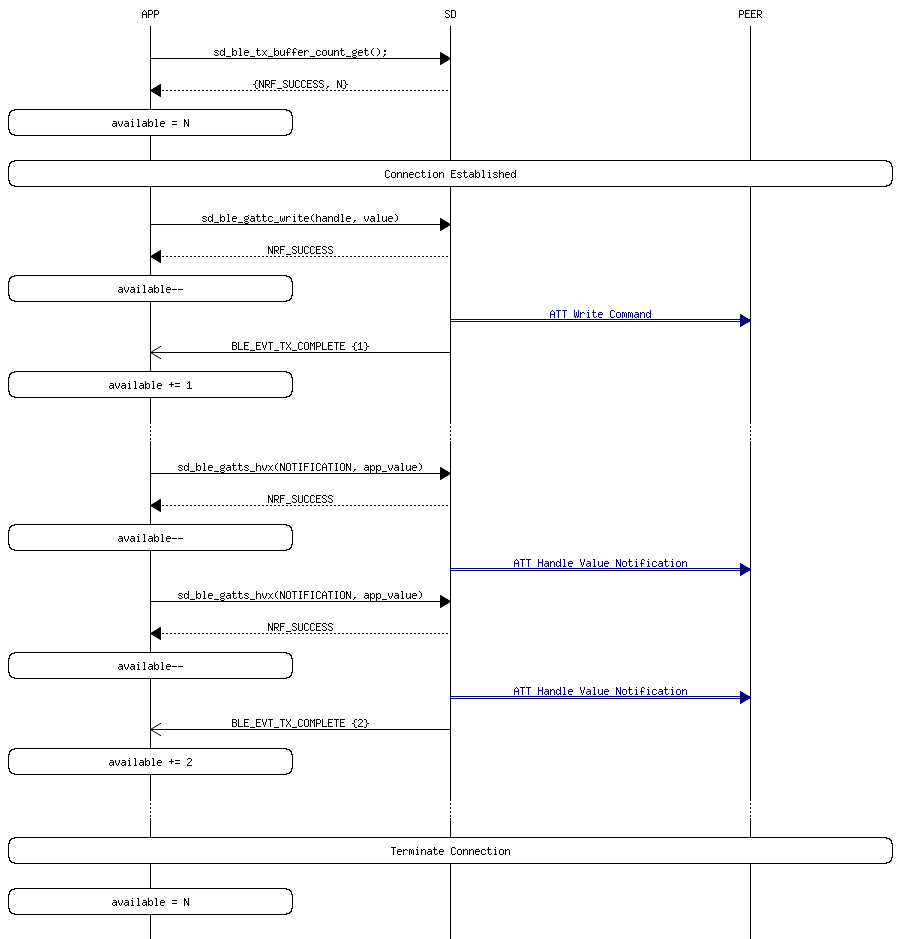 APP SD PEER
sd_ble_tx_buffer_count_get();
{NRF_SUCCESS, N}
available = N
Connection Established
sd_ble_gattc_write(handle, value)
NRF_SUCCESS
available--
ATT Write Command
BLE_EVT_TX_COMPLETE {1}
available += 1
sd_ble_gatts_hvx(NOTIFICATION, app_value)
NRF_SUCCESS
available--
ATT Handle Value Notification
sd_ble_gatts_hvx(NOTIFICATION, app_value)
NRF_SUCCESS
available--
ATT Handle Value Notification
BLE_EVT_TX_COMPLETE {2}
available += 2
Terminate Connection
available = N